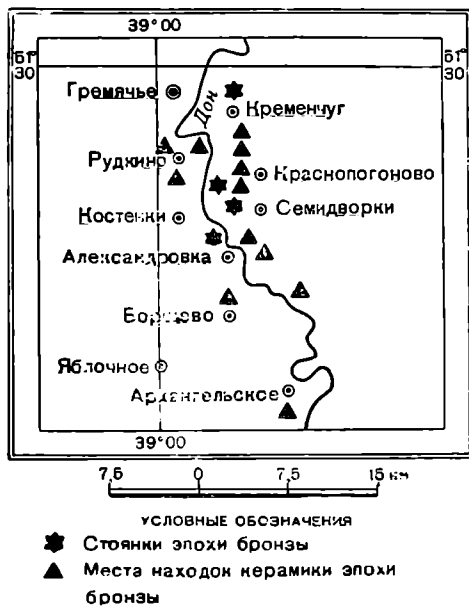 39°00
51°
30
51°
30
Гремячье
Дон
Кременчуг
Рудкино
Краснопогоново
Костенки
Семидворки
Александровка
Борщово
Яблочное
Архангельское
39°00
7,5 0 7,5 15 км
УСЛОВНЫЕ ОБОЗНАЧЕНИЯ
Стоянки эпохи бронзы
Места находок керамики эпохи
бронзы